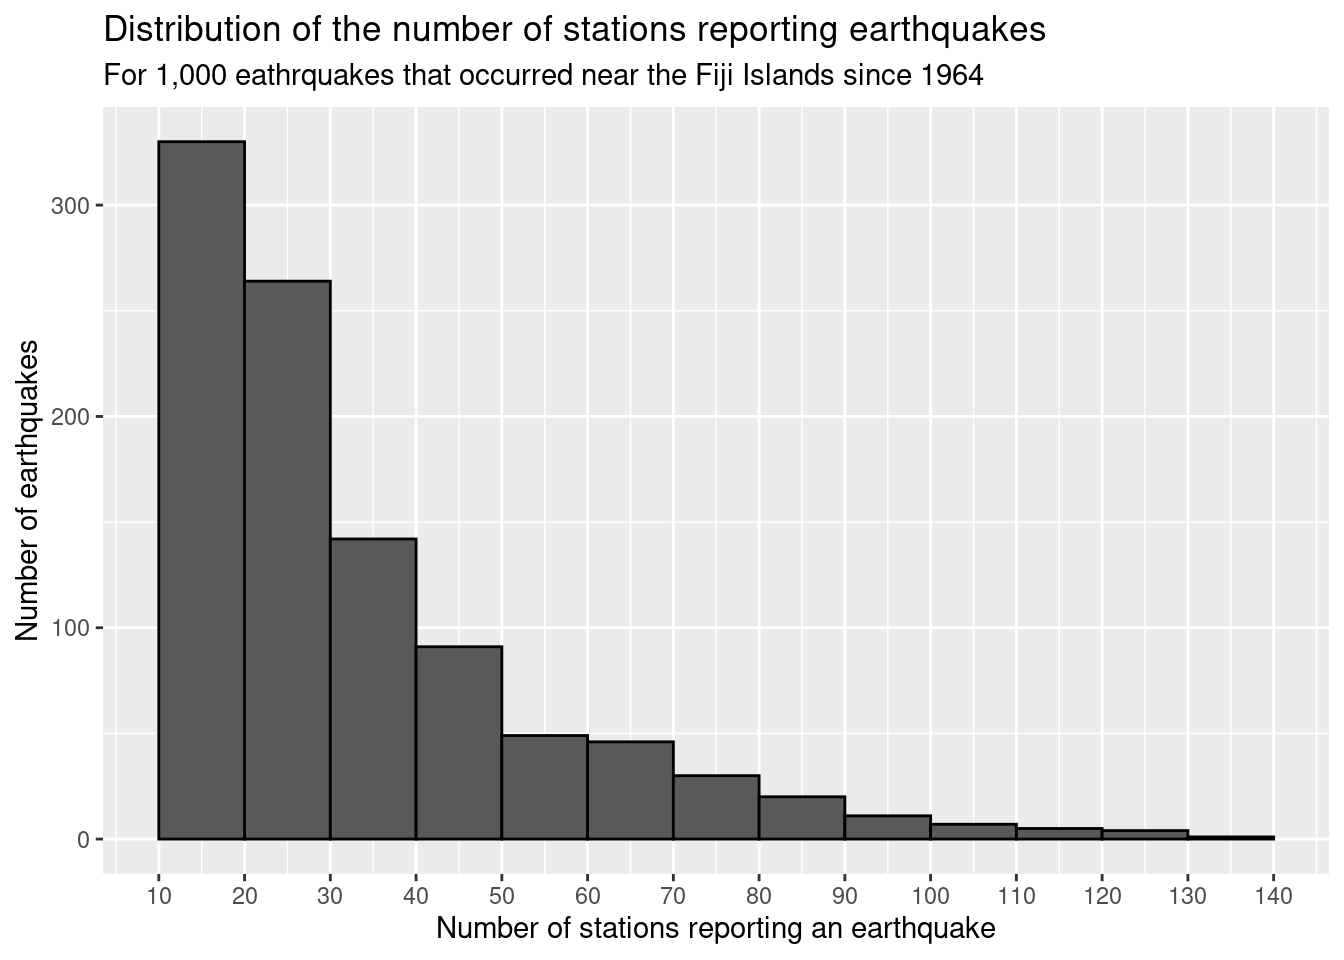 Distribution of the number of stations reporting earthquakes
For 1,000 eathrquakes that occurred near the Fiji Islands since 1964
Number of earthquakes
300
200
100
0
10 20 30 40 50 60 70 80 90 100 110 120 130 140
Number of stations reporting an earthquake